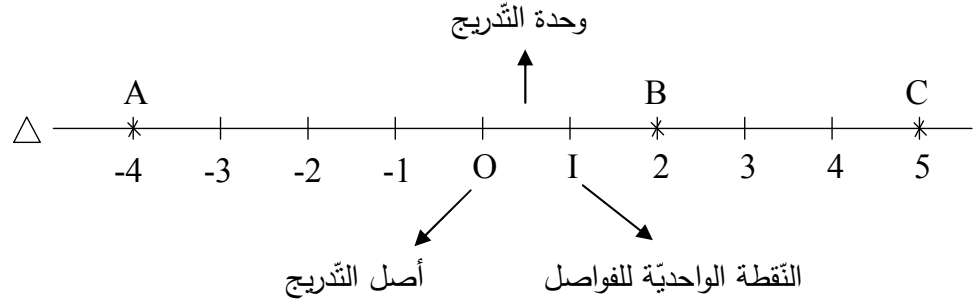 وحدة التّدريج
A B C
△ -4 -3 -2 -1 O I 2 3 4 5
أصل التّدريج النّقطة الواحديّة للفواصل